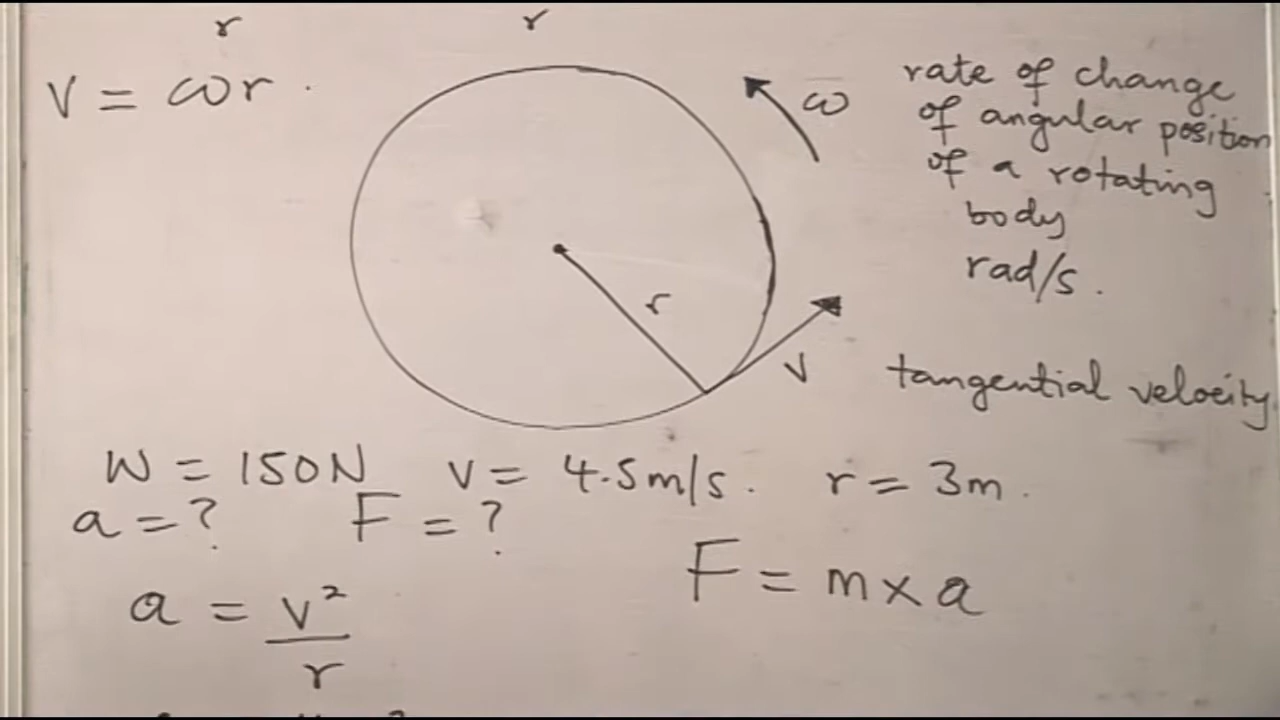 r
r
V = ωr.
ω
rate of change
of angular position
of a rotating
body
rad/s.
r
V
tangential velocity
W = 150N V = 4.5m/s. r = 3m.
a = ? F = ?
F = m × a
a = v²
r